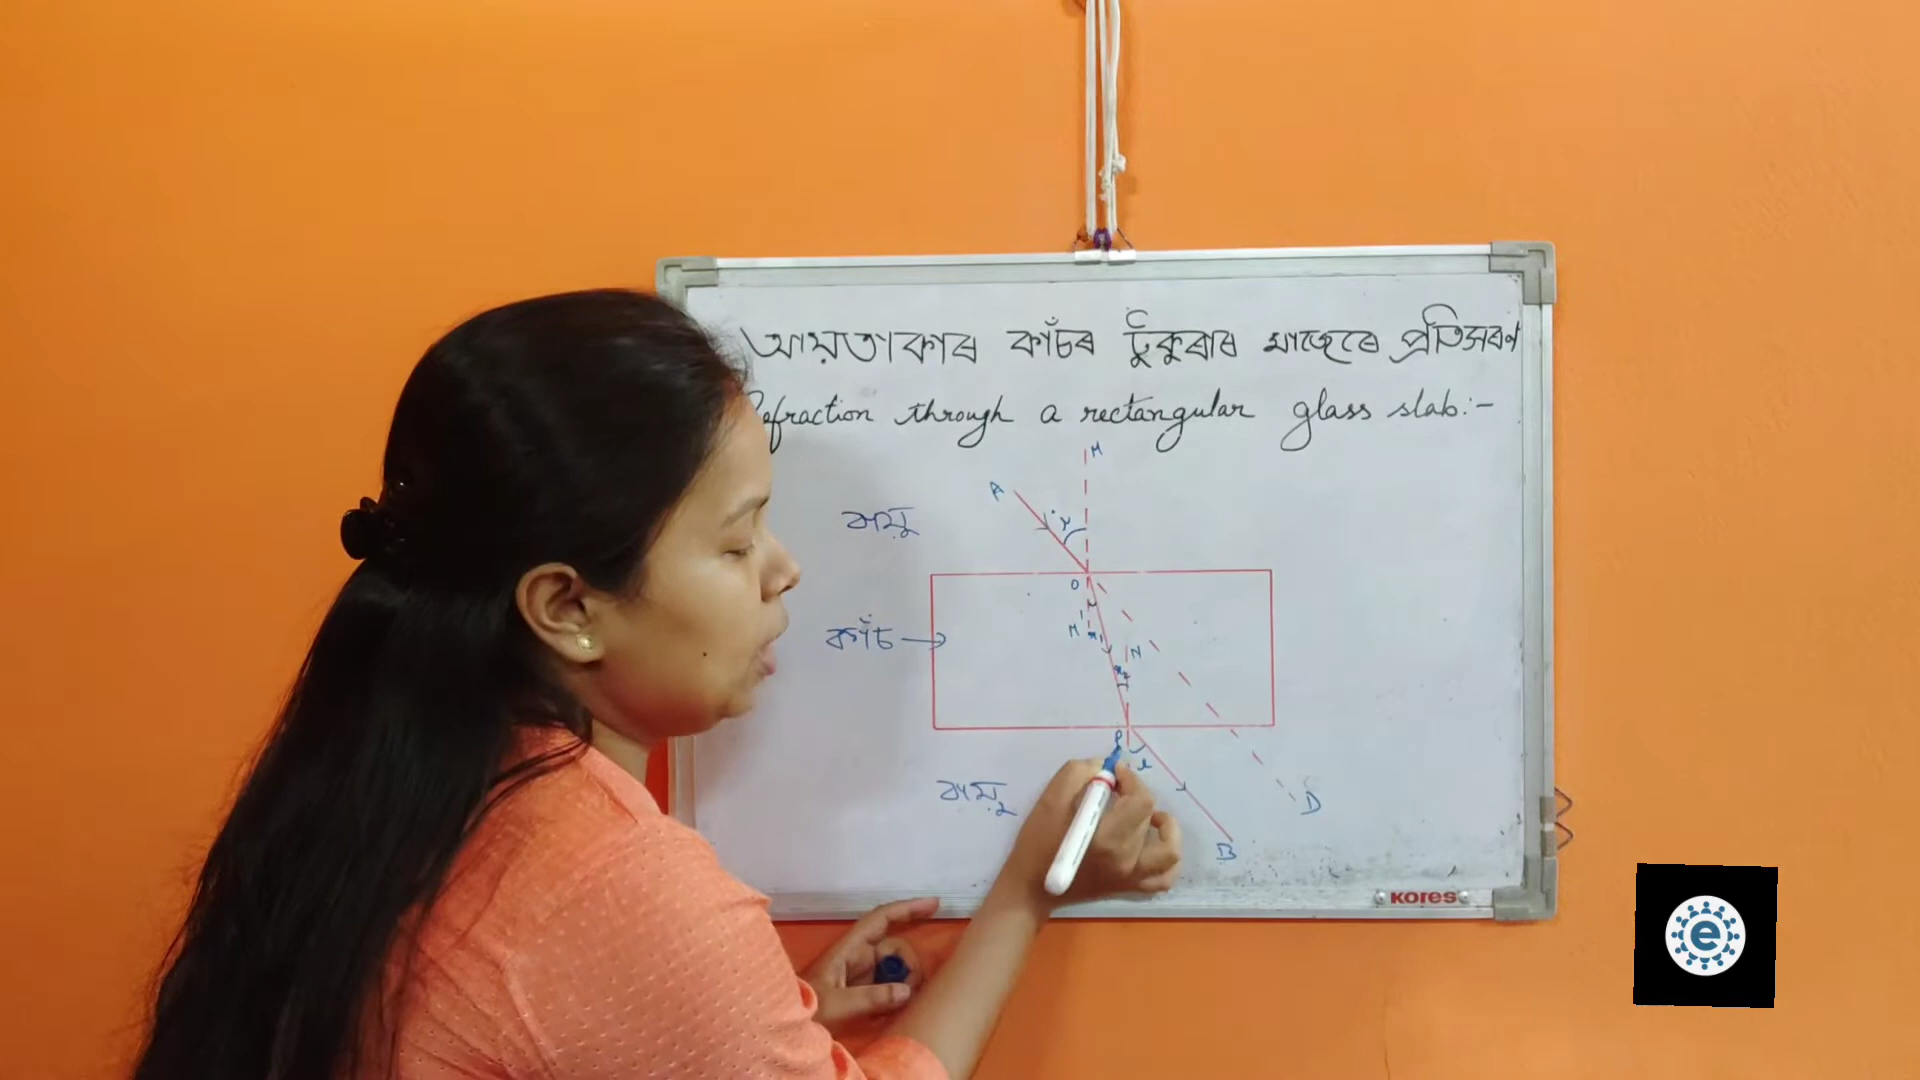 আয়তাকাৰ কাঁচৰ টুঁকুৰাৰ মাজেৰে প্ৰতিসৰণ
Refraction through a rectangular glass slab:-
M
A
বায়ু
O
কাঁচ
M'
N
P
বায়ু
D
B
KORES
e